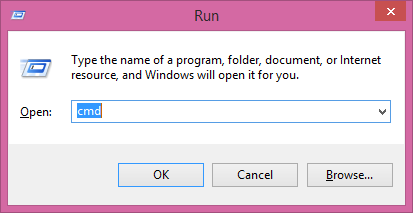 Run
Type the name of a program, folder, document, or Internet
resource, and Windows will open it for you.
Open: cmd
OK Cancel Browse...